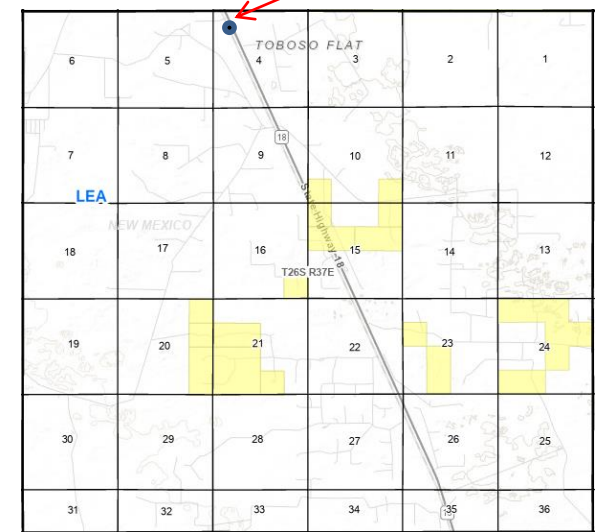 TOBOSO FLAT
6 5 4 3 2 1
18
7 8 9 10 11 12
LEA
NEW MEXICO
State Highway 18
18 17 16 15 14 13
T26S R37E
19 20 21 22 23 24
30 29 28 27 26 25
31 32 33 34 35 36